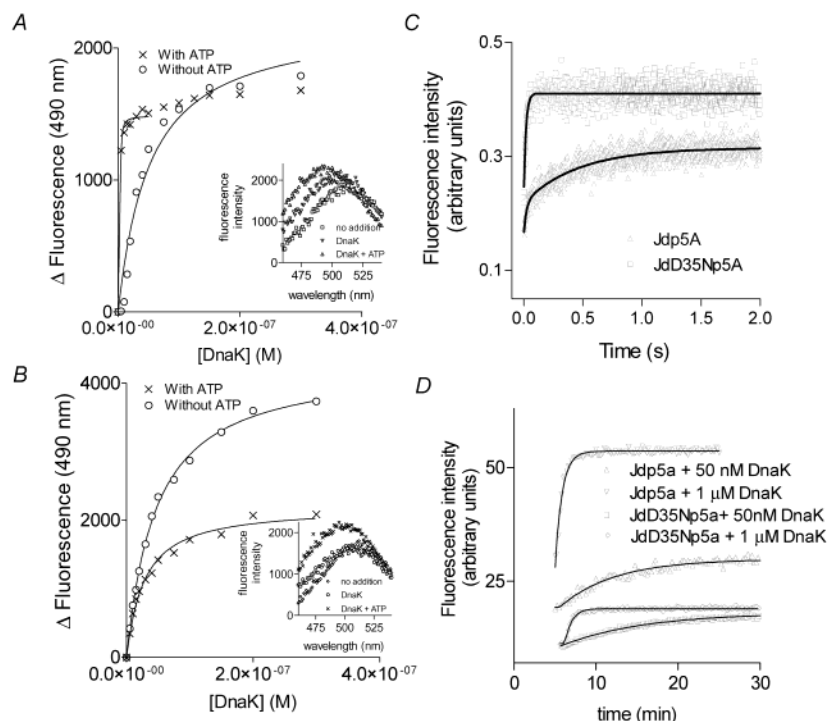 A
× With ATP
○ Without ATP
2000
1000
0
Δ Fluorescence (490 nm)
0.0×10⁻⁰⁰
2.0×10⁻⁰⁷
4.0×10⁻⁰⁷
[DnaK] (M)
fluorescence
intensity
2000
1000
0
no addition
DnaK
DnaK + ATP
475
500
525
wavelength (nm)
B
× With ATP
○ Without ATP
4000
2000
0
Δ Fluorescence (490 nm)
0.0×10⁻⁰⁰
2.0×10⁻⁰⁷
4.0×10⁻⁰⁷
[DnaK] (M)
fluorescence
intensity
2000
1000
0
no addition
DnaK
DnaK + ATP
475
500
525
wavelength (nm)
C
0.5
0.3
0.1
Fluorescence intensity
(arbitrary units)
Jdp5A
JdD35Np5A
0.0
0.5
1.0
1.5
2.0
Time (s)
D
50
25
Fluorescence intensity
(arbitrary units)
Jdp5a + 50 nM DnaK
Jdp5a + 1 μM DnaK
JdD35Np5a+ 50nM DnaK
JdD35Np5a + 1 μM DnaK
0
10
20
30
time (min)